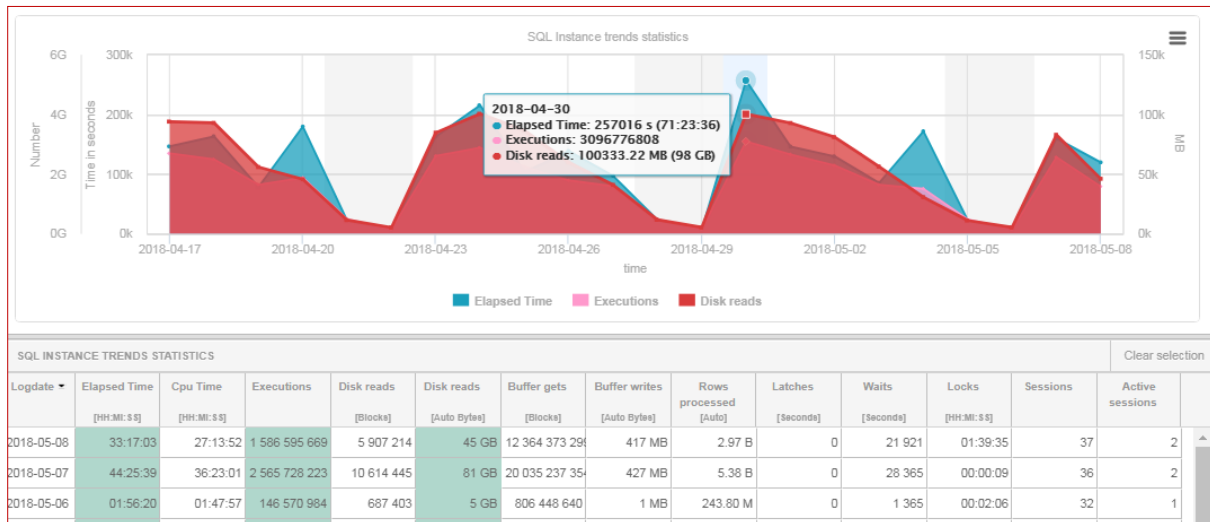 SQL Instance trends statistics
6G 300k 150k
4G 200k 100k
2G 100k 50k
0G 0k 0k
Number
Time in seconds
MB
2018-04-30
Elapsed Time: 257016 s (71:23:36)
Executions: 3096776808
Disk reads: 100333.22 MB (98 GB)
2018-04-17 2018-04-20 2018-04-23 2018-04-26 2018-04-29 2018-05-02 2018-05-05 2018-05-08
time
Elapsed Time Executions Disk reads
SQL INSTANCE TRENDS STATISTICS Clear selection
Logdate Elapsed Time Cpu Time Executions Disk reads Disk reads Buffer gets Buffer writes Rows processed Latches Waits Locks Sessions Active sessions
[HH:MI:SS] [HH:MI:SS] [Blocks] [Auto Bytes] [Blocks] [Auto Bytes] [Auto] [Seconds] [Seconds] [HH:MI:SS]
2018-05-08 33:17:03 27:13:52 1 586 595 669 5 907 214 45 GB 12 364 373 299 417 MB 2.97 B 0 21 921 01:39:35 37 2
2018-05-07 44:25:39 36:23:01 2 565 728 223 10 614 445 81 GB 20 035 237 354 427 MB 5.38 B 0 28 365 00:00:09 36 2
2018-05-06 01:56:20 01:47:57 146 570 984 687 403 5 GB 806 448 640 1 MB 243.80 M 0 1 365 00:02:06 32 1